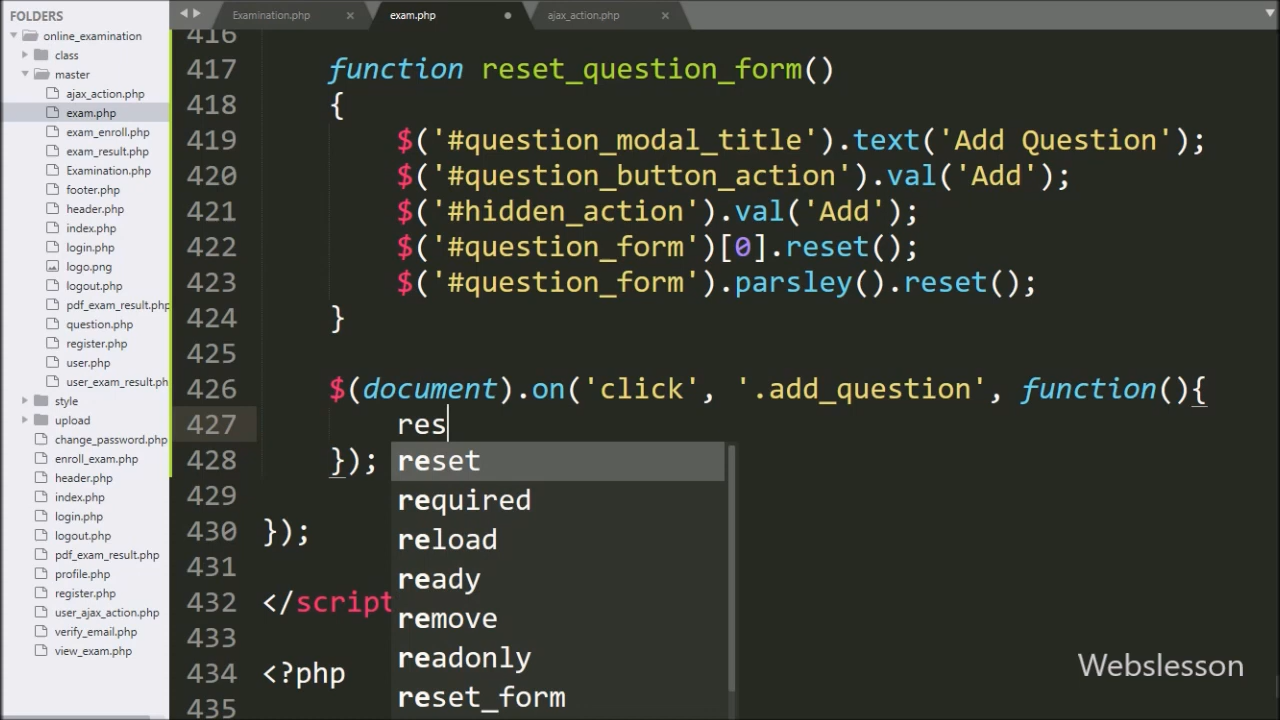 FOLDERS
online_examination
class
master
ajax_action.php
exam.php
exam_enroll.php
exam_result.php
Examination.php
footer.php
header.php
index.php
login.php
logo.png
logout.php
pdf_exam_result.php
question.php
register.php
user.php
user_exam_result.ph
style
upload
change_password.php
enroll_exam.php
header.php
index.php
login.php
logout.php
pdf_exam_result.php
profile.php
register.php
user_ajax_action.php
verify_email.php
view_exam.php
Examination.php
exam.php
ajax_action.php
416
417 function reset_question_form()
418 {
419 $('#question_modal_title').text('Add Question');
420 $('#question_button_action').val('Add');
421 $('#hidden_action').val('Add');
422 $('#question_form')[0].reset();
423 $('#question_form').parsley().reset();
424 }
425
426 $(document).on('click', '.add_question', function(){
427 res
428 });
429
430 });
431
432 </script
433
434 <?php
435
reset
required
reload
ready
remove
readonly
reset_form
Webslesson